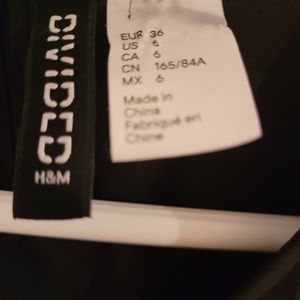 DIVIDED
H&M
EUR 36
US 6
CA 6
CN 165/84A
MX 6
Made in
China
Fabriqué en
Chine